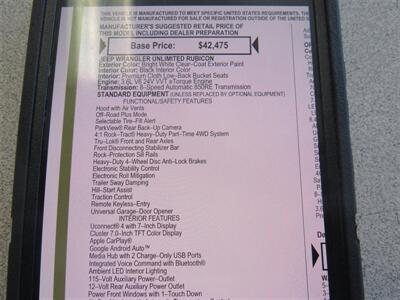 THIS VEHICLE IS MANUFACTURED TO MEET SPECIFIC UNITED STATES REQUIREMENTS. THIS
VEHICLE IS NOT MANUFACTURED FOR SALE OR REGISTRATION OUTSIDE OF THE UNITED S
MANUFACTURER'S SUGGESTED RETAIL PRICE OF
THIS MODEL INCLUDING DEALER PREPARATION
Base Price: $42,475
JEEP WRANGLER UNLIMITED RUBICON
Exterior Color: Bright White Clear–Coat Exterior Paint
Interior Color: Black Interior Color
Interior: Premium Cloth Low–Back Bucket Seats
Engine: 3.6L V6 24V VVT eTorque Engine
Transmission: 8–Speed Automatic 850RE Transmission
STANDARD EQUIPMENT (UNLESS REPLACED BY OPTIONAL EQUIPMENT)
FUNCTIONAL/SAFETY FEATURES
Hood with Air Vents
Off–Road Plus Mode
Selectable Tire–Fill Alert
ParkView® Rear Back–Up Camera
4:1 Rock–Trac® Heavy–Duty Part–Time 4WD System
Tru–Lok® Front and Rear Axles
Front Disconnecting Stabilizer Bar
Rock–Protection Sill Rails
Heavy–Duty 4–Wheel Disc Anti–Lock Brakes
Electronic Stability Control
Electronic Roll Mitigation
Trailer Sway Damping
Hill–Start Assist
Traction Control
Remote Keyless–Entry
Universal Garage–Door Opener
INTERIOR FEATURES
Uconnect® 4 with 7–Inch Display
Cluster 7.0–Inch TFT Color Display
Apple CarPlay®
Google Android Auto™
Media Hub with 2 Charge–Only USB Ports
Integrated Voice Command with Bluetooth®
Ambient LED Interior Lighting
115–Volt Auxiliary Power–Outlet
12–Volt Rear Auxiliary Power Outlet
Power Front Windows with 1–Touch Down